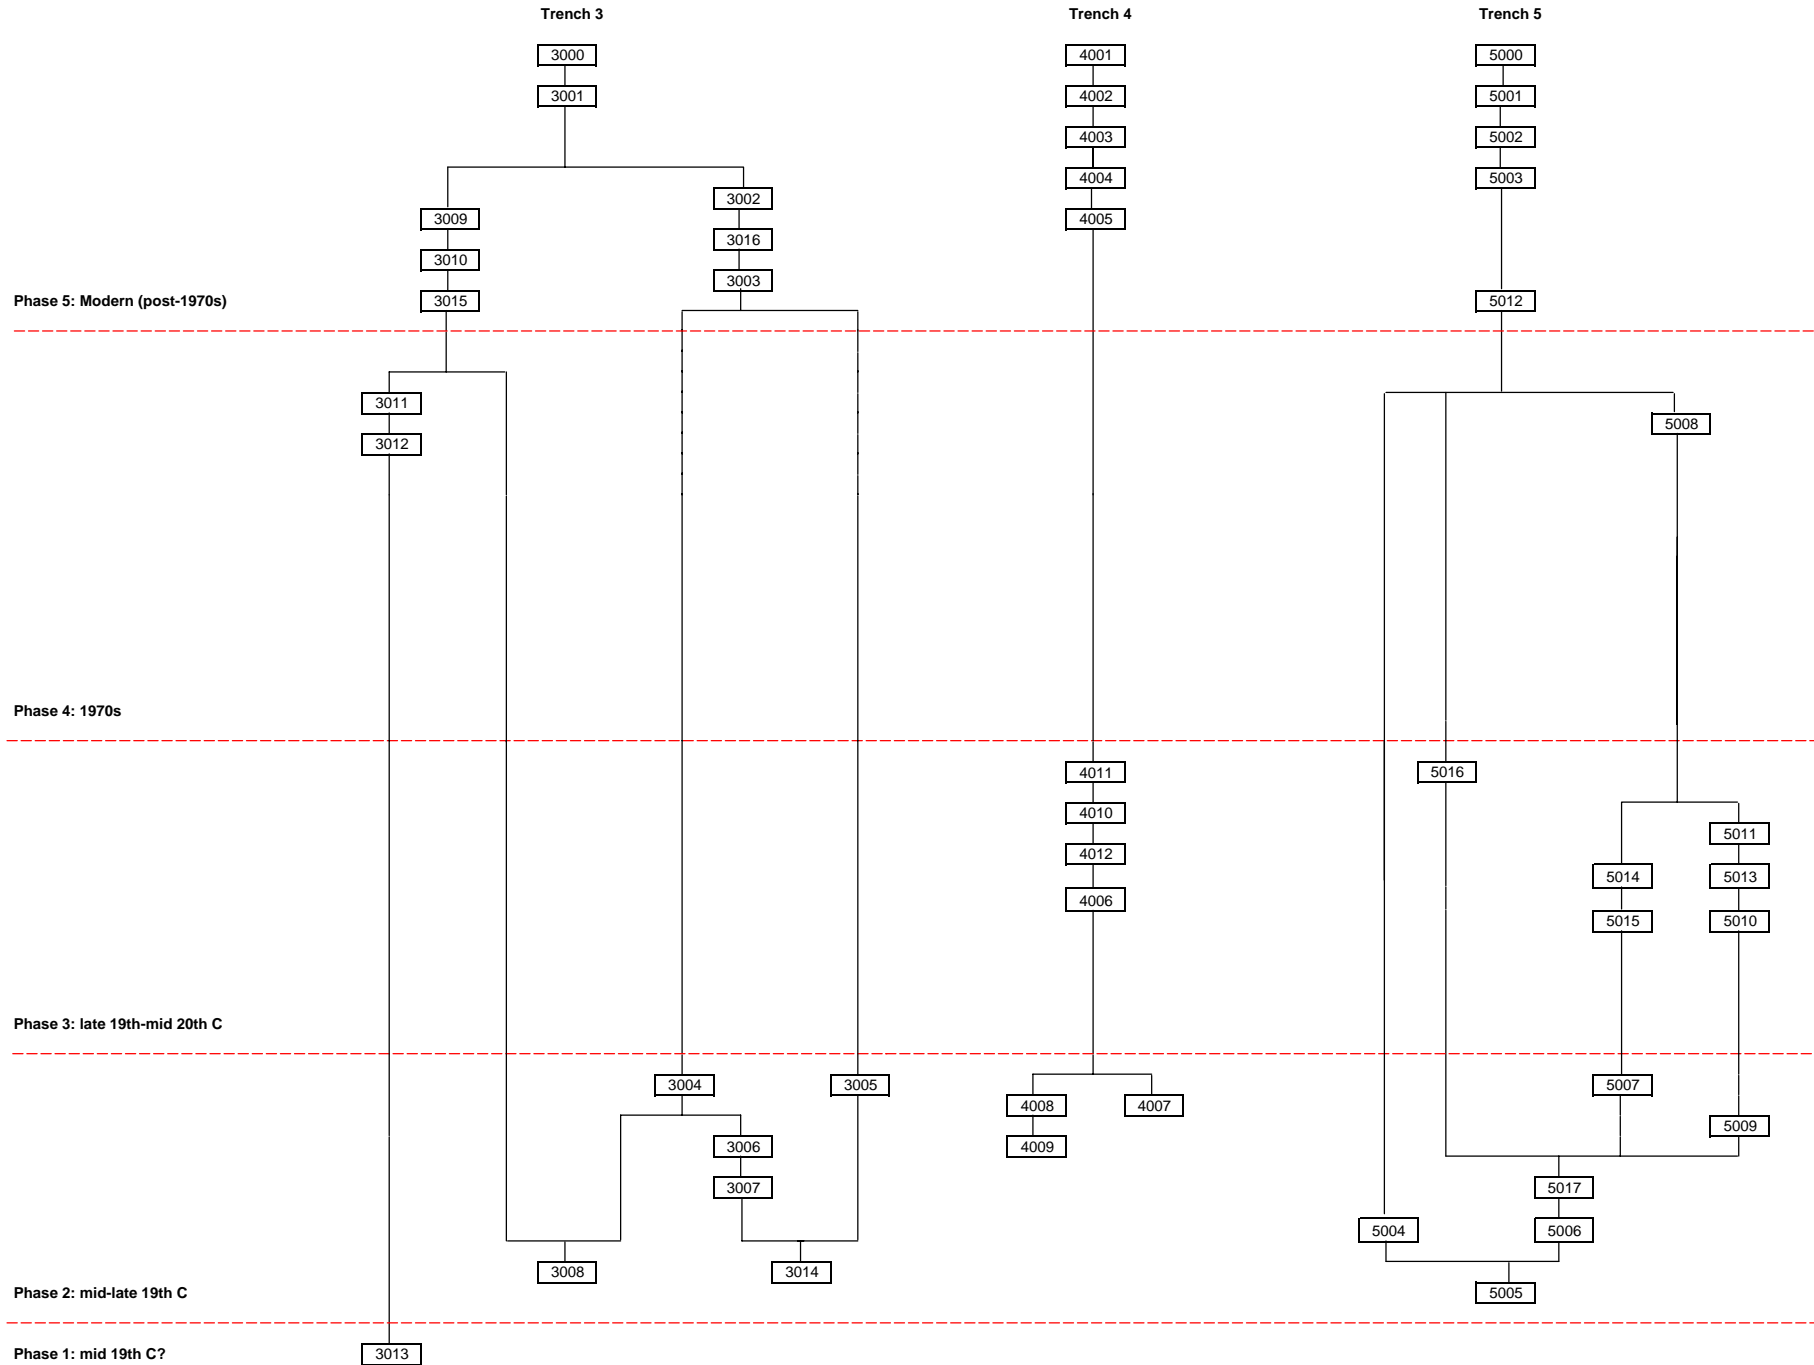 Trench 3 Trench 4 Trench 5
3000 4001 5000
3001 4002 5001
4003 5002
4004 5003
3002
3009 4005
3016
3010
3003
Phase 5: Modern (post-1970s) 3015 5012
3011
5008
3012
Phase 4: 1970s
4011 5016
4010
5011
4012
5014 5013
4006
5015 5010
Phase 3: late 19th-mid 20th C
3004 3005 5007
4008 4007
5009
3006 4009
3007 5017
5004 5006
3008 3014
Phase 2: mid-late 19th C 5005
Phase 1: mid 19th C? 3013